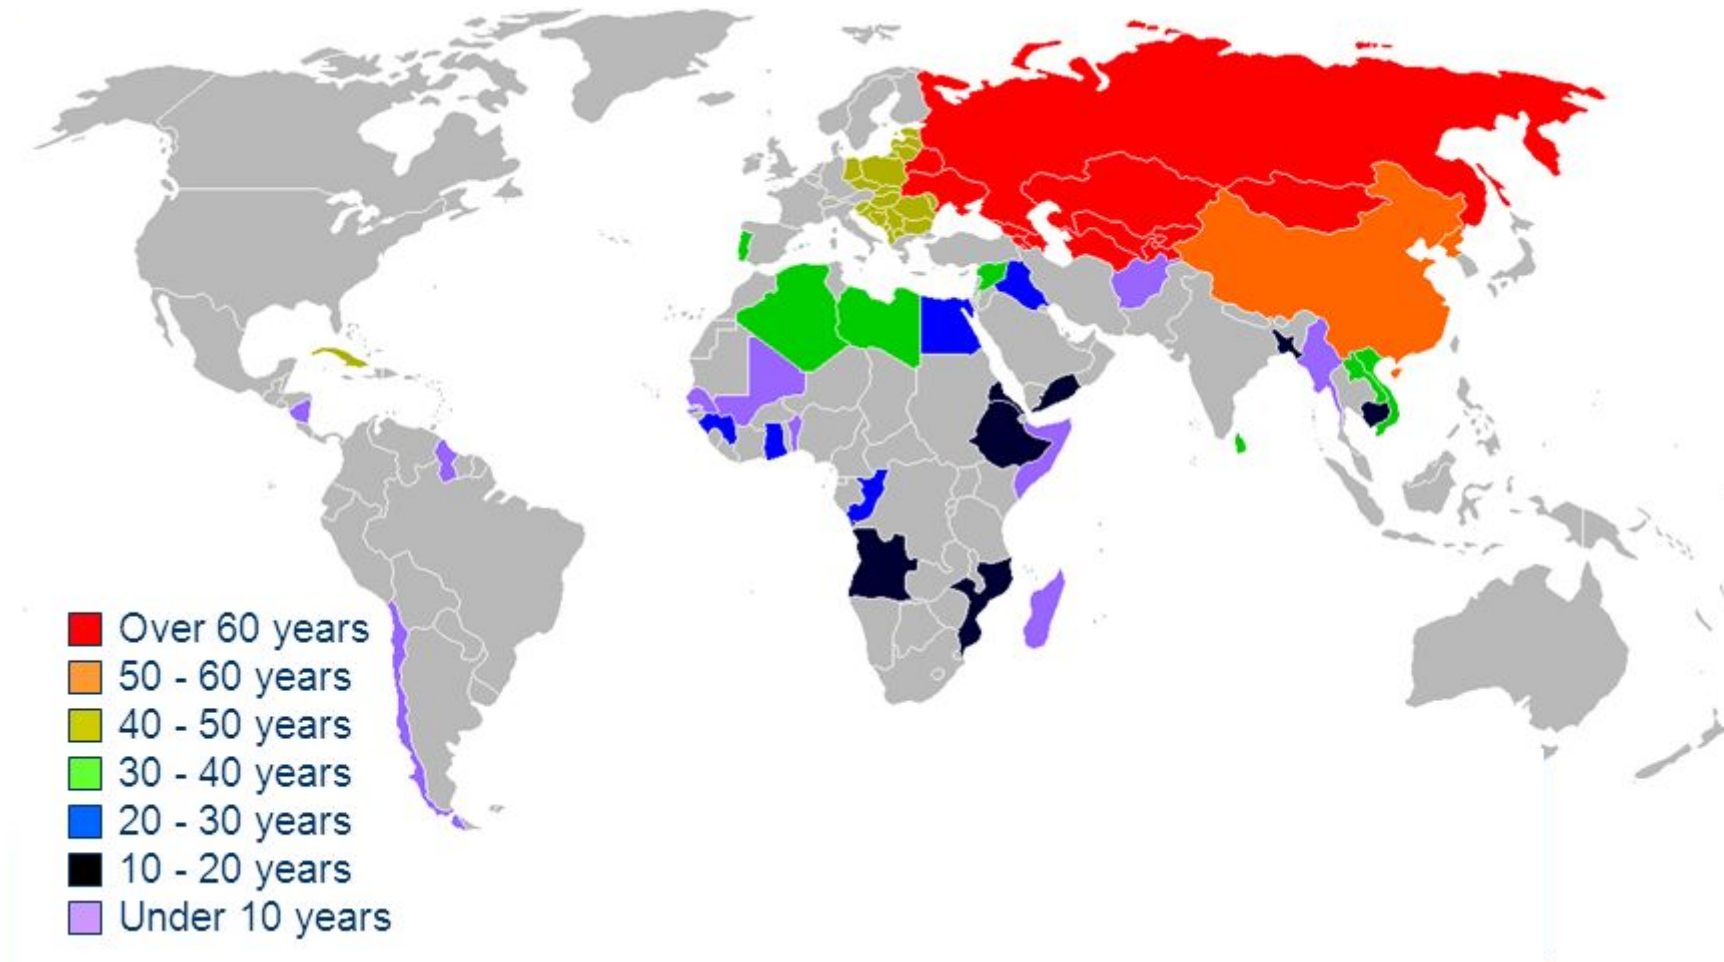 Over 60 years
50 - 60 years
40 - 50 years
30 - 40 years
20 - 30 years
10 - 20 years
Under 10 years